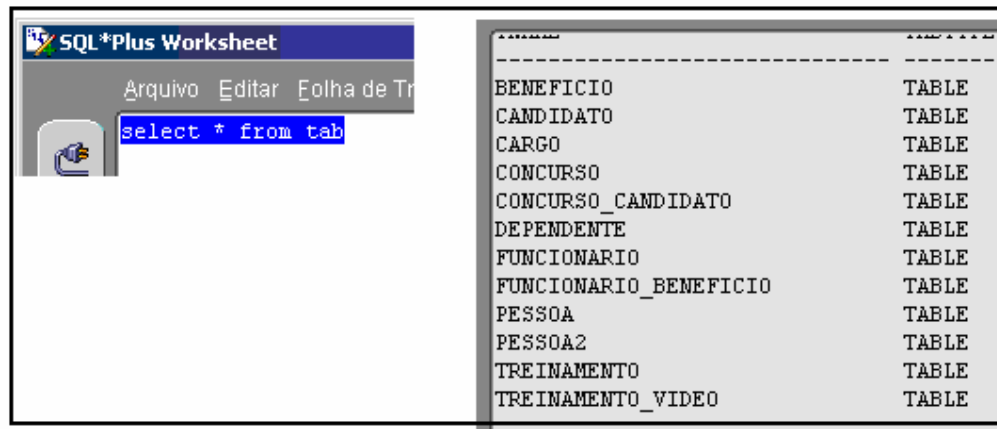 SQL*Plus Worksheet
Arquivo Editar Folha de Tr
select * from tab
------------------------------ -------
BENEFICIO TABLE
CANDIDATO TABLE
CARGO TABLE
CONCURSO TABLE
CONCURSO_CANDIDATO TABLE
DEPENDENTE TABLE
FUNCIONARIO TABLE
FUNCIONARIO_BENEFICIO TABLE
PESSOA TABLE
PESSOA2 TABLE
TREINAMENTO TABLE
TREINAMENTO_VIDEO TABLE